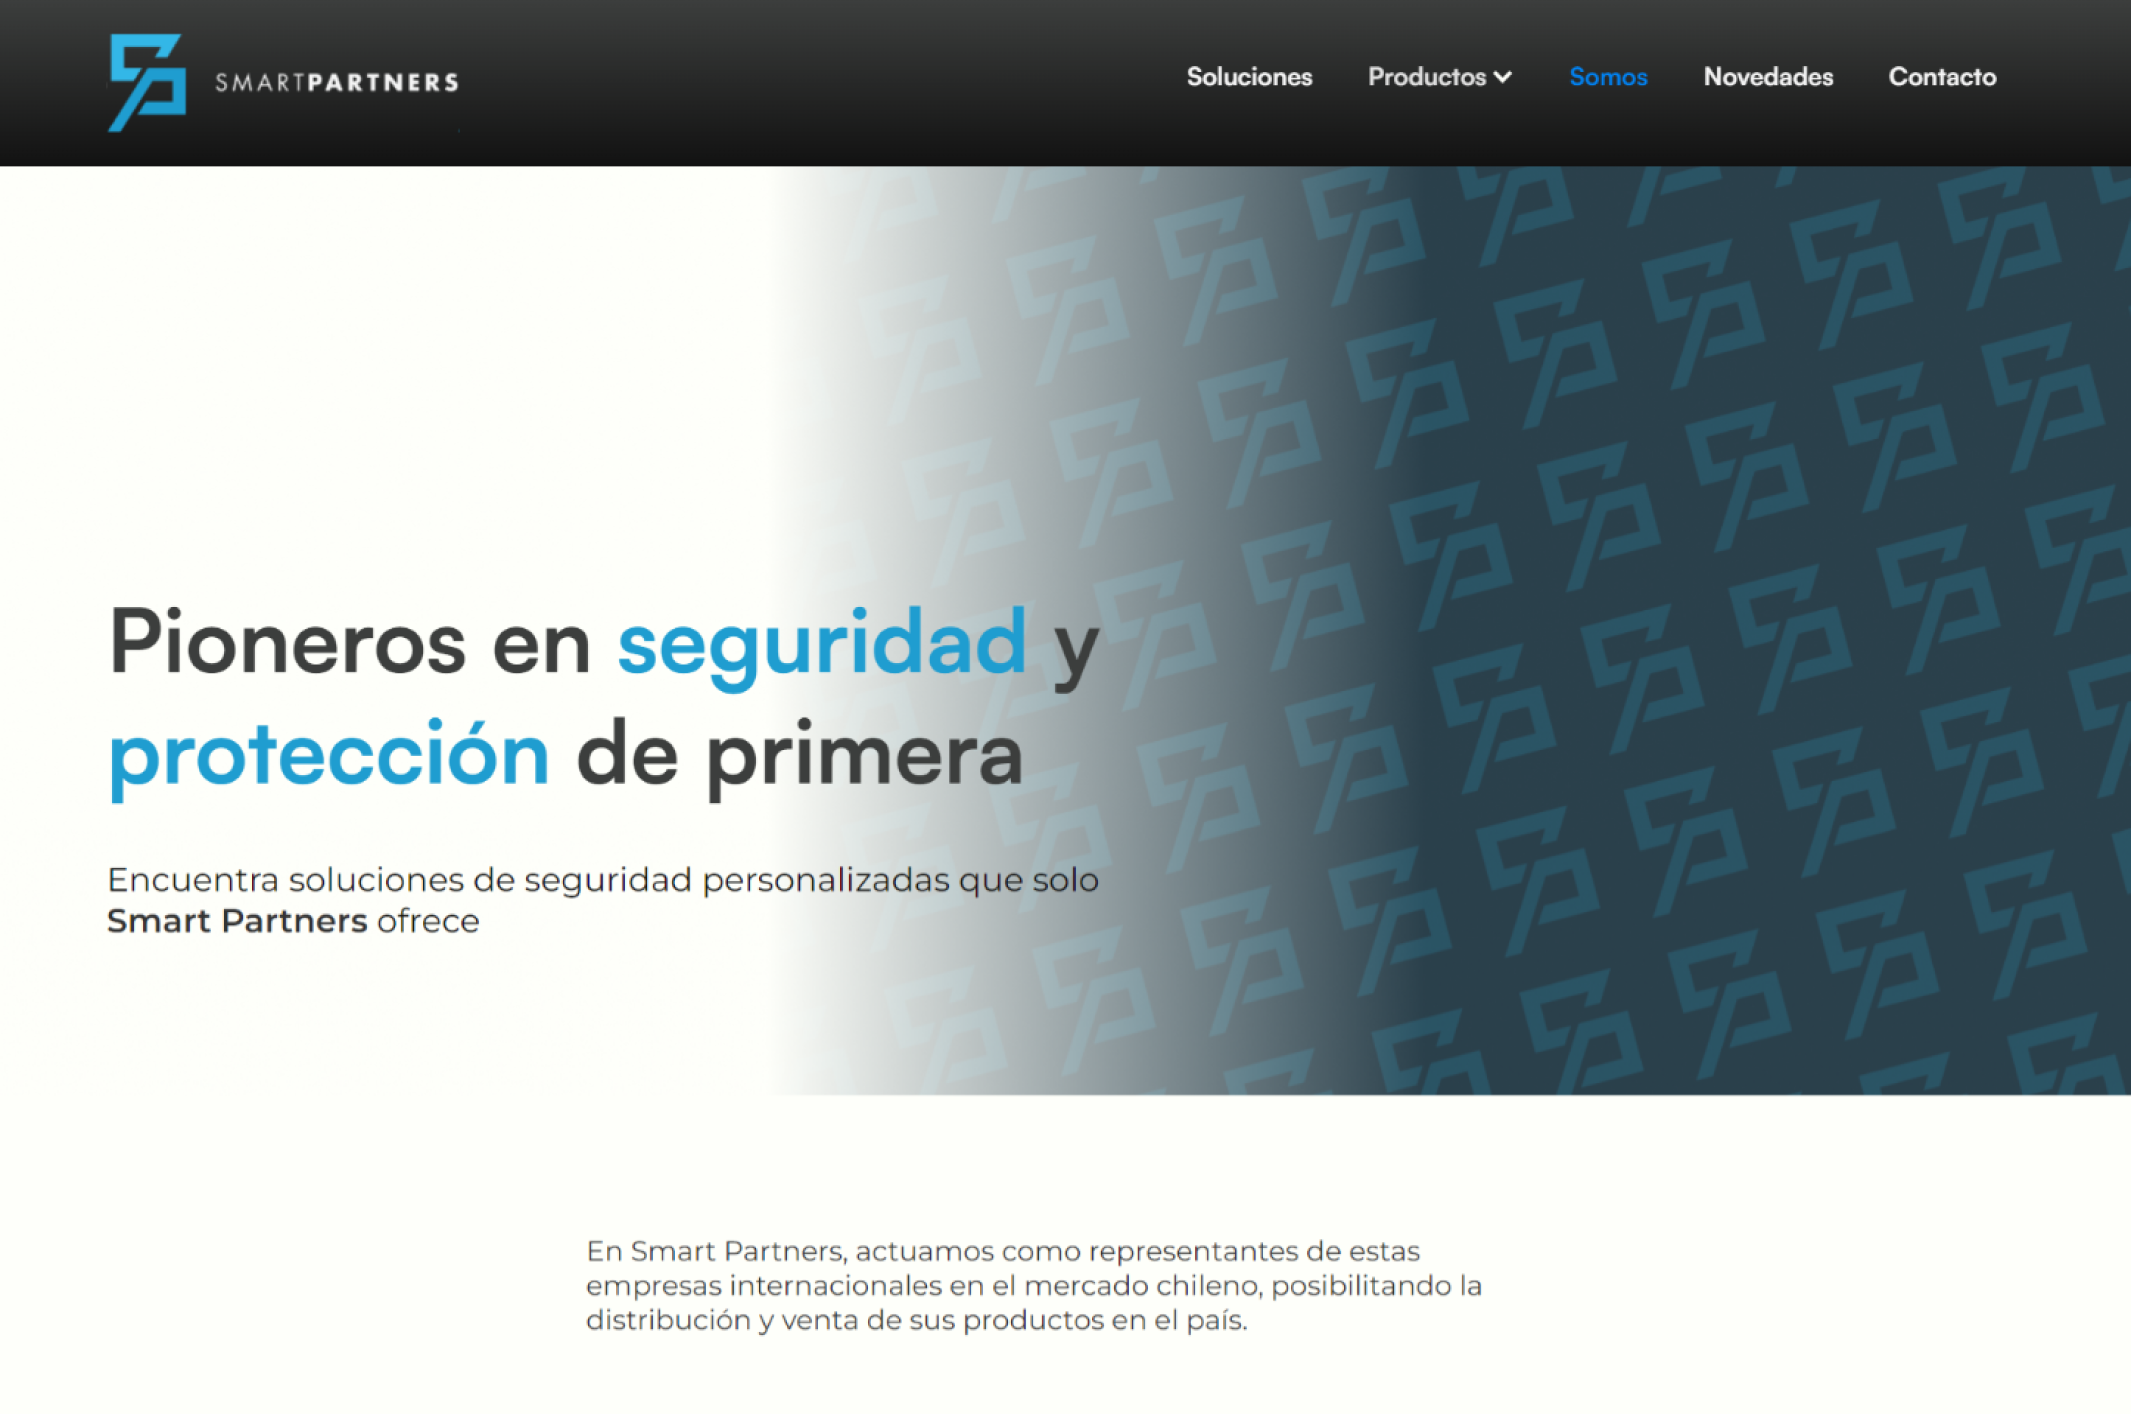 SMARTPARTNERS
Soluciones Productos Somos Novedades Contacto
Pioneros en seguridad y
protección de primera
Encuentra soluciones de seguridad personalizadas que solo
Smart Partners ofrece
En Smart Partners, actuamos como representantes de estas
empresas internacionales en el mercado chileno, posibilitando la
distribución y venta de sus productos en el país.